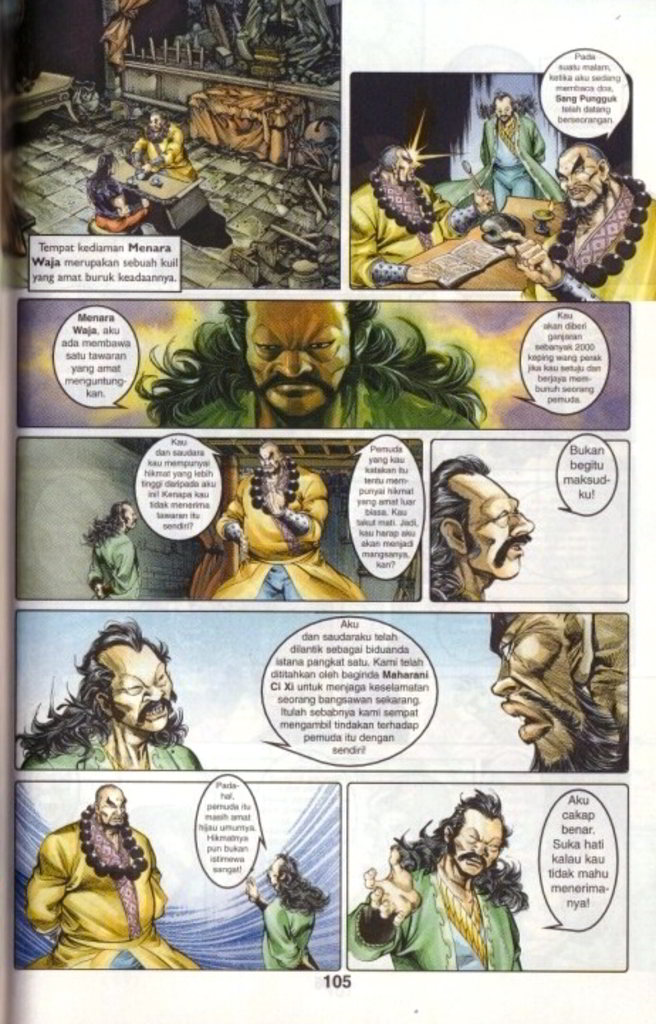 Tempat kediaman Menara
Waja merupakan sebuah kuil
yang amat buruk keadaannya.
Pada
suatu malam,
ketika aku sedang
membaca doa,
Sang Pungguk
telah datang
berseorangan.
Menara
Waja, aku
ada membawa
satu tawaran
yang amat
menguntung-
kan.
Kau
akan diberi
ganjaran
sebanyak 2000
keping wang perak
jika kau setuju dan
berjaya mem-
bunuh seorang
pemuda.
Kau
dan saudara
kau mempunyai
hikmat yang lebih
tinggi daripada aku
ini! Kenapa kau
tidak menerima
tawaran itu
sendiri?
Pemuda
yang kau
katakan itu
tentu mem-
punyai hikmat
yang amat luar
biasa. Kau
takut mati. Jadi,
kau harap aku
akan menjadi
mangsanya,
kan?
Bukan
begitu
maksud-
ku!
Aku
dan saudaraku telah
dilantik sebagai biduanda
istana pangkat satu. Kami telah
dititahkan oleh baginda Maharani
Ci Xi untuk menjaga keselamatan
seorang bangsawan sekarang.
Itulah sebabnya kami sempat
mengambil tindakan terhadap
pemuda itu dengan
sendiri!
Pada-
hal,
pemuda itu
masih amat
hijau umurnya.
Hikmatnya
pun bukan
istimewa
sangat!
Aku
cakap
benar.
Suka hati
kalau kau
tidak mahu
menerima-
nya!
105